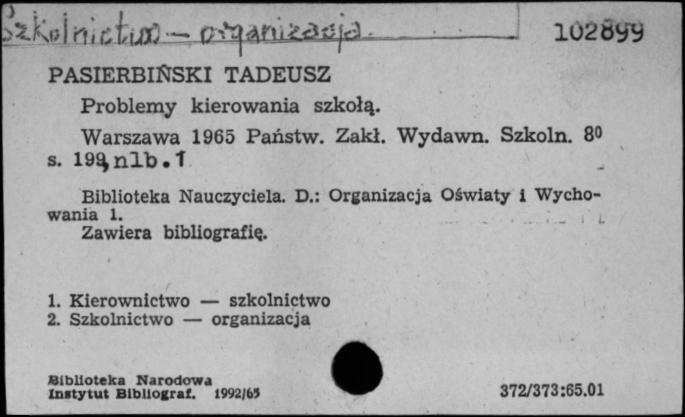 Szkolnictwo — organizacja
102899
PASIERBIŃSKI TADEUSZ
Problemy kierowania szkołą.
Warszawa 1965 Państw. Zakł. Wydawn. Szkoln. 8⁰
s. 199, nlb. 1
Biblioteka Nauczyciela. D.: Organizacja Oświaty i Wycho-
wania 1.
Zawiera bibliografię.
1. Kierownictwo — szkolnictwo
2. Szkolnictwo — organizacja
Biblioteka Narodowa
Instytut Bibliograf. 1992/65
372/373:65.01